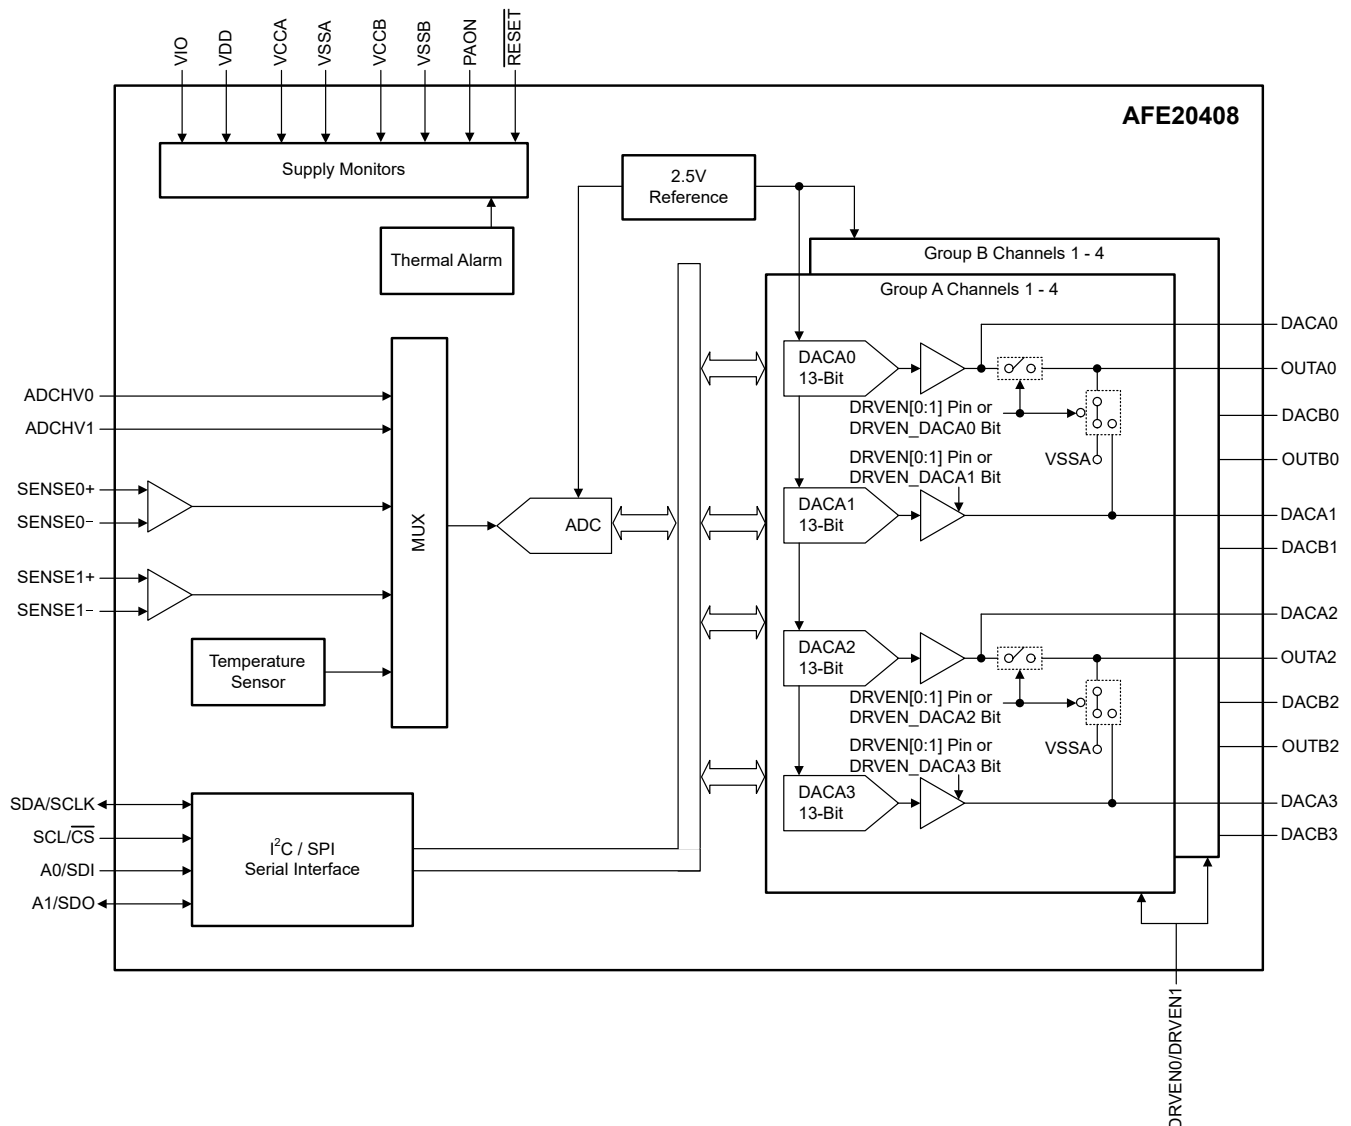 VIO
VDD
VCCA
VSSA
VCCB
VSSB
PAON
RESET
AFE20408
Supply Monitors
2.5V
Reference
Thermal Alarm
Group B Channels 1 - 4
Group A Channels 1 - 4
DACA0
13-Bit
DACA0
OUTA0
DRVEN[0:1] Pin or
DRVEN_DACA0 Bit
DACB0
VSSA
OUTB0
DRVEN[0:1] Pin or
DRVEN_DACA1 Bit
DACA1
13-Bit
DACA1
DACB1
DACA2
DACA2
13-Bit
OUTA2
DRVEN[0:1] Pin or
DRVEN_DACA2 Bit
DACB2
VSSA
OUTB2
DRVEN[0:1] Pin or
DRVEN_DACA3 Bit
DACA3
13-Bit
DACA3
DACB3
ADCHV0
ADCHV1
SENSE0+
SENSE0−
SENSE1+
SENSE1−
MUX
ADC
Temperature
Sensor
SDA/SCLK
SCL/CS
A0/SDI
A1/SDO
I²C / SPI
Serial Interface
DRVEN0/DRVEN1